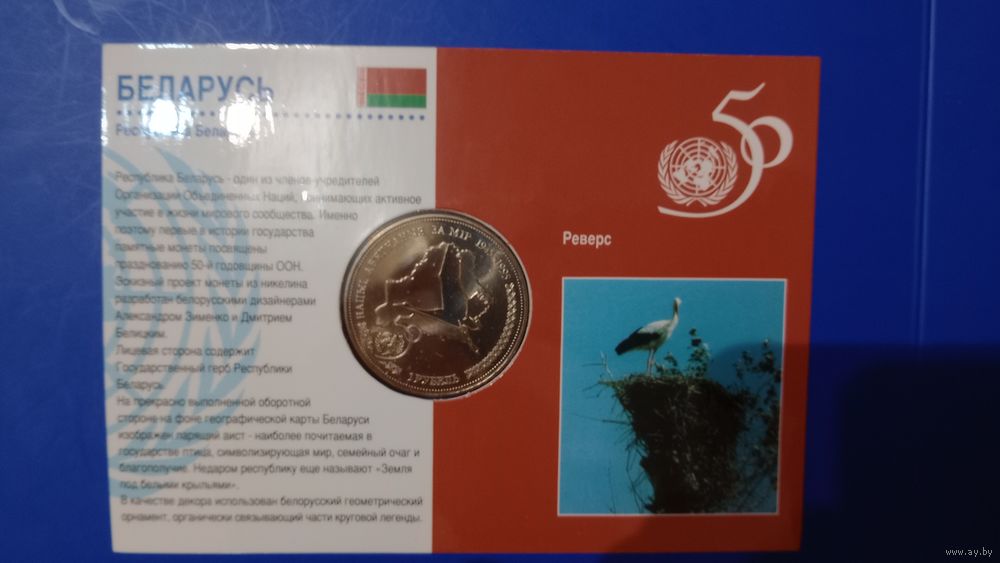 БЕЛАРУСЬ
Республика Бела
Республика Беларусь - один из членов-учредителей
Организации Объединенных Наций, принимающих активное
участие в жизни мирового сообщества. Именно
поэтому первые в истории государства
памятные монеты посвящены
празднованию 50-й годовщины ООН.
Эскизный проект монеты из никелина
разработан белорусскими дизайнерами
Александром Зименко и Дмитрием
Белицким.
Лицевая сторона содержит
Государственный герб Республики
Беларусь.
На прекрасно выполненной оборотной
стороне на фоне географической карты Беларуси
изображен парящий аист - наиболее почитаемая в
государстве птица, символизирующая мир, семейный очаг и
благополучие. Недаром республику еще называют «Земля
под белыми крыльями».
В качестве декора использован белорусский геометрический
орнамент, органически связывающий части круговой легенды.
НАЦЫІ АБ'ЯДНАНЫЯ ЗА МІР
1 РУБЕЛЬ
50
Реверс
www.ay.by